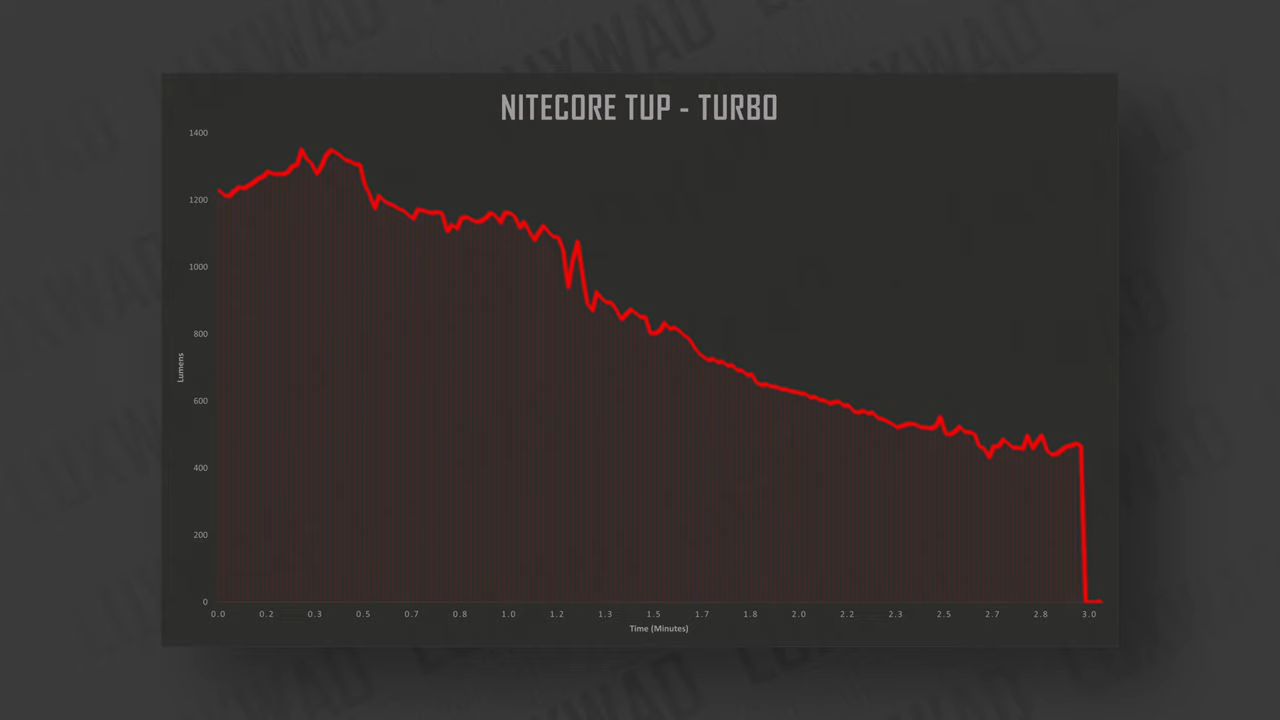 LUXWAD
NITECORE TUP - TURBO
1400
1200
1000
800
600
400
200
0
Lumens
0.0 0.2 0.3 0.5 0.7 0.8 1.0 1.2 1.3 1.5 1.7 1.8 2.0 2.2 2.3 2.5 2.7 2.8 3.0
Time (Minutes)
LUXWAD